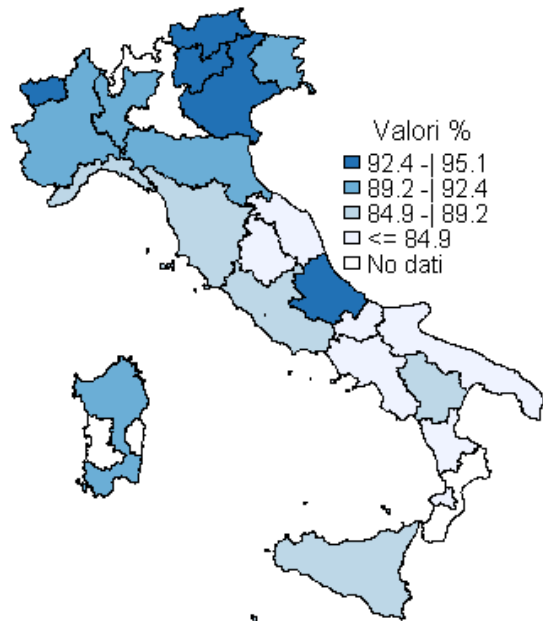 Valori %
92.4 -| 95.1
89.2 -| 92.4
84.9 -| 89.2
<= 84.9
No dati